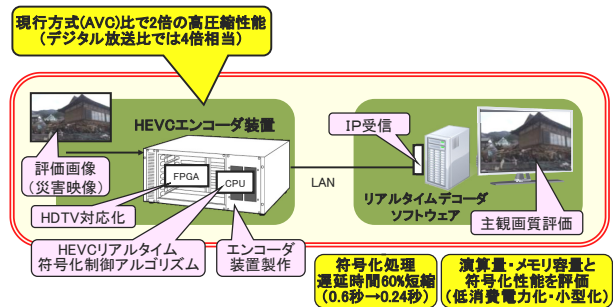 現行方式(AVC)比で2倍の高圧縮性能
(デジタル放送比では4倍相当)
HEVCエンコーダ装置
IP受信
評価画像
(災害映像)
FPGA
CPU
LAN
HDTV対応化
リアルタイムデコーダ
ソフトウェア
主観画質評価
HEVCリアルタイム
符号化制御アルゴリズム
エンコーダ
装置製作
符号化処理
遅延時間60%短縮
(0.6秒→0.24秒)
演算量・メモリ容量と
符号化性能を評価
(低消費電力化・小型化)